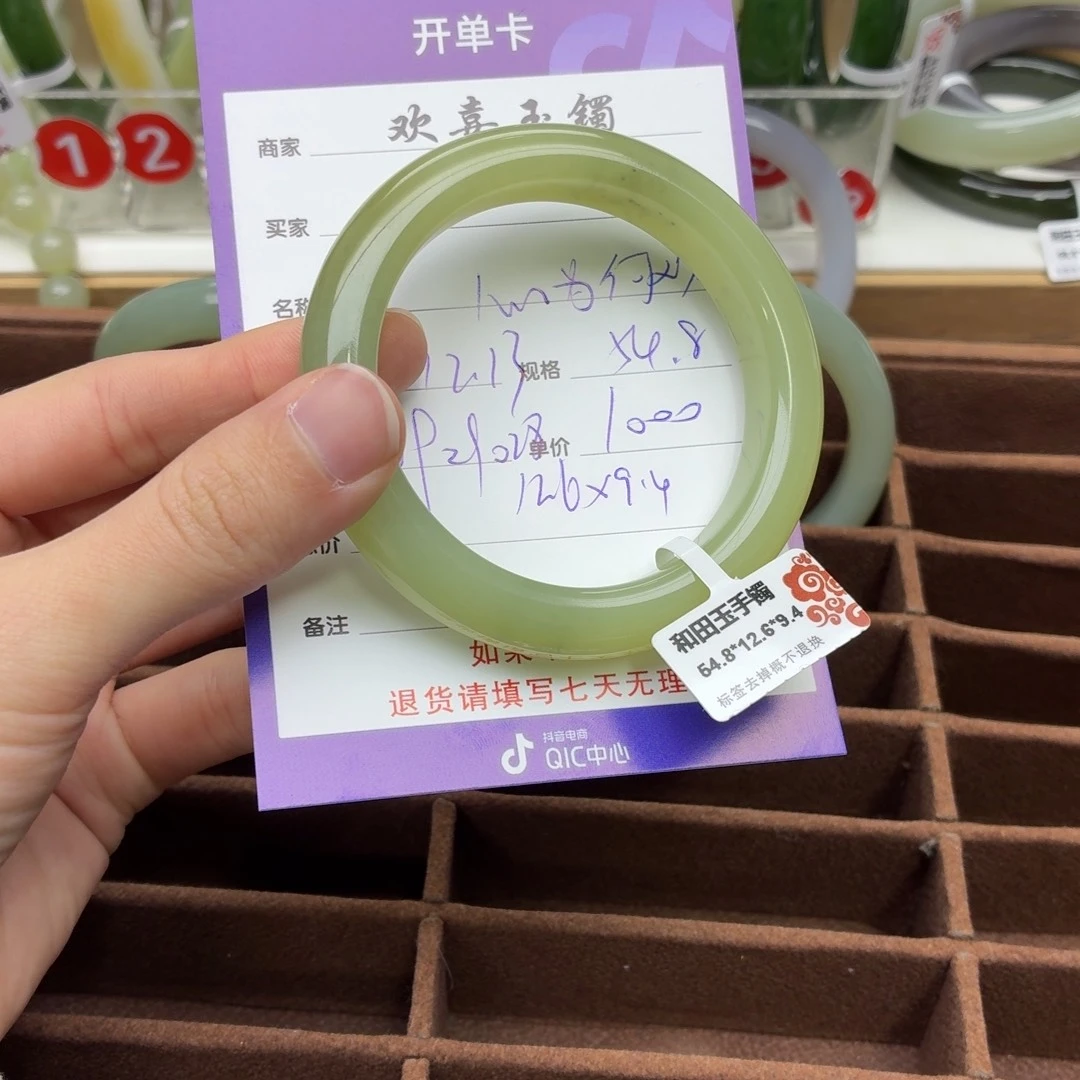 开单卡
商家 欢喜玉镯
买家
名称
12.13 规格 54.8
单价 1000
126x9.4
备注
如果
退货请填写七天无理
抖音电商
QIC中心
和田玉手镯
54.8*12.6*9.4
标签去掉概不退换
1
2